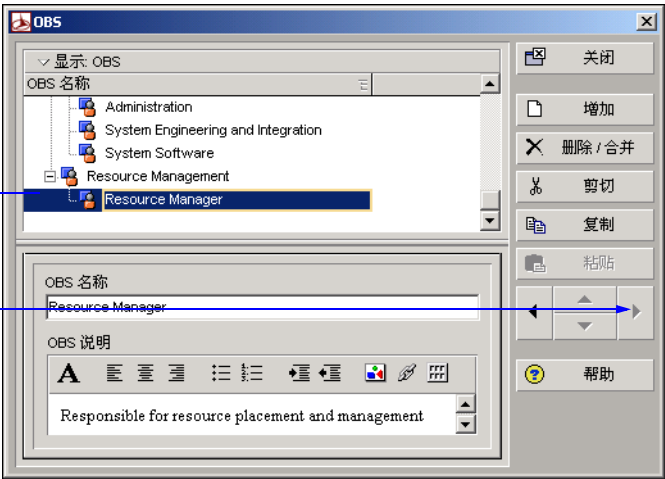 OBS
显示: OBS
OBS 名称
Administration
System Engineering and Integration
System Software
Resource Management
Resource Manager
OBS 名称
Resource Manager
OBS 说明
A
Responsible for resource placement and management
关闭
增加
删除 / 合并
剪切
复制
粘贴
帮助